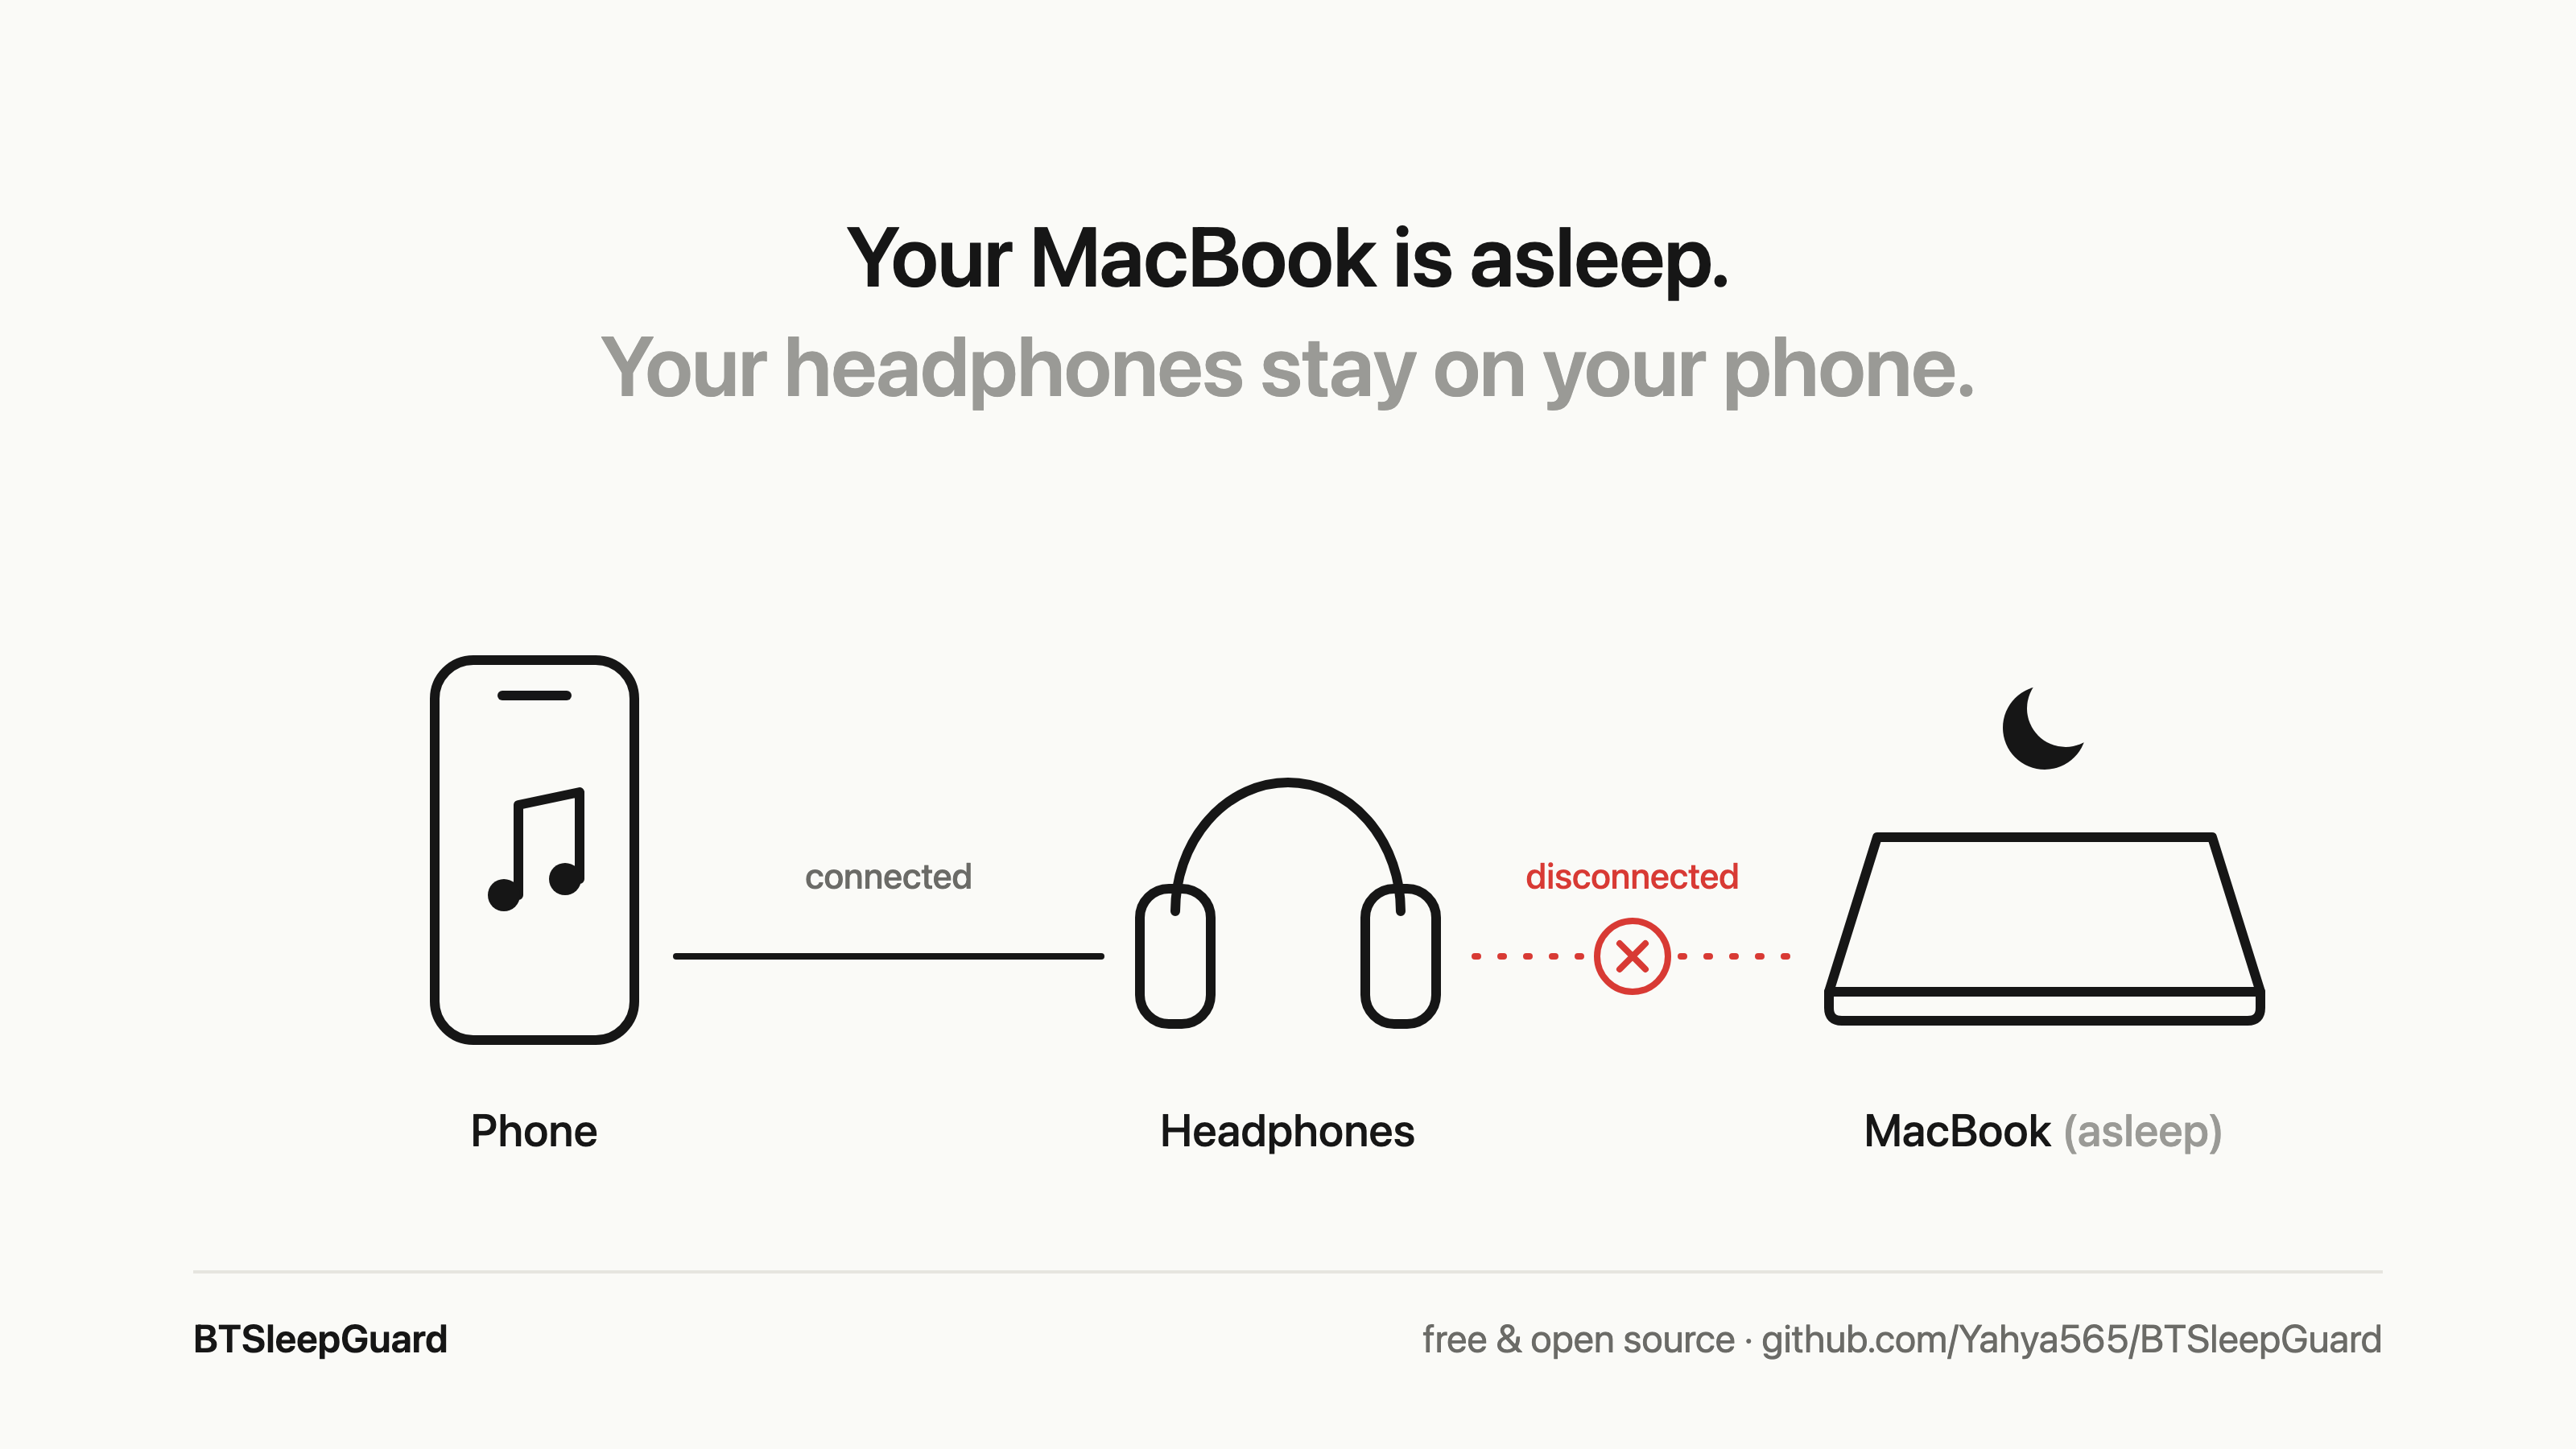 Your MacBook is asleep.
Your headphones stay on your phone.
connected
disconnected
Phone
Headphones
MacBook (asleep)
BTSleepGuard
free & open source · github.com/Yahya565/BTSleepGuard